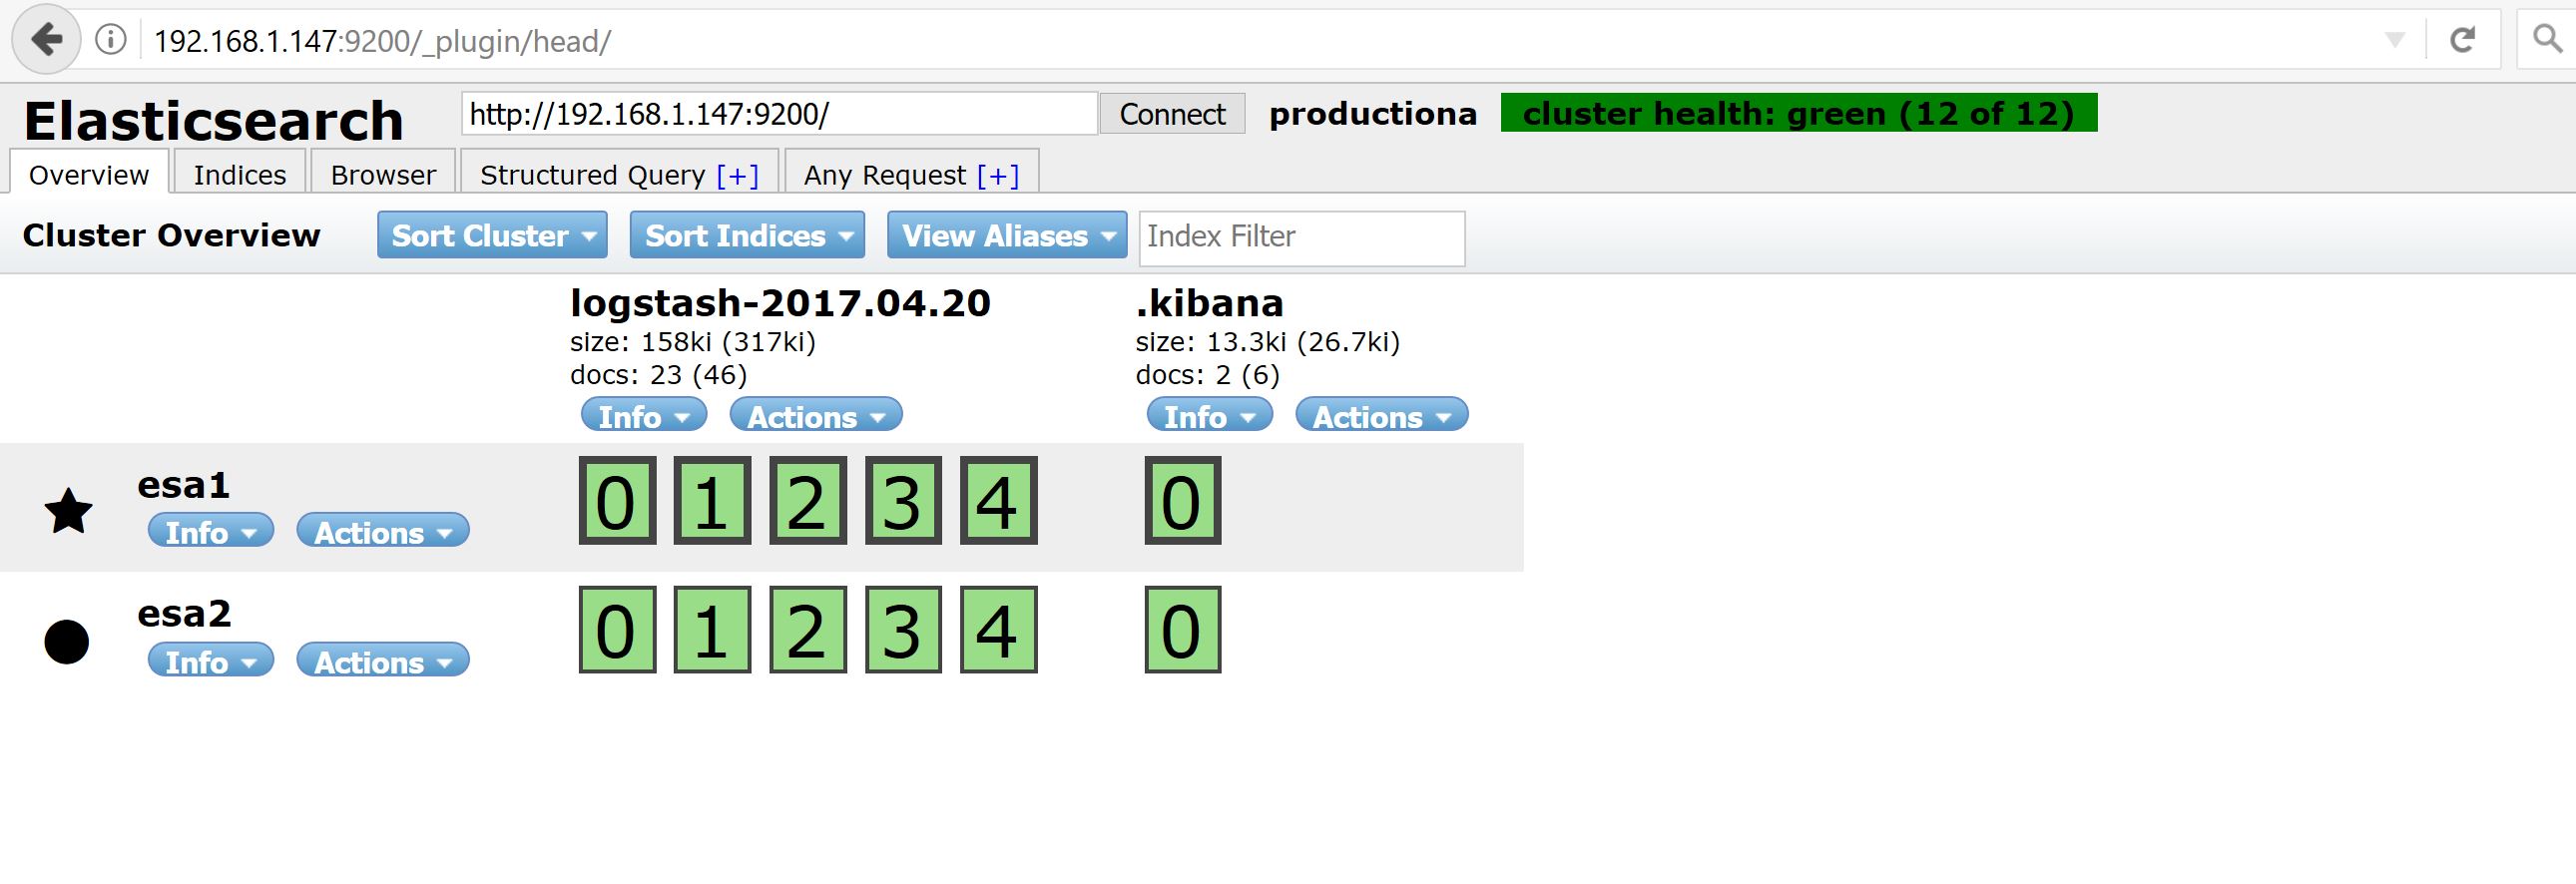 192.168.1.147:9200/_plugin/head/
Elasticsearch http://192.168.1.147:9200/ Connect productiona cluster health: green (12 of 12)
Overview Indices Browser Structured Query [+] Any Request [+]
Cluster Overview Sort Cluster Sort Indices View Aliases Index Filter
logstash-2017.04.20 .kibana
size: 158ki (317ki) size: 13.3ki (26.7ki)
docs: 23 (46) docs: 2 (6)
Info Actions Info Actions
esa1 0 1 2 3 4 0
Info Actions
esa2 0 1 2 3 4 0
Info Actions